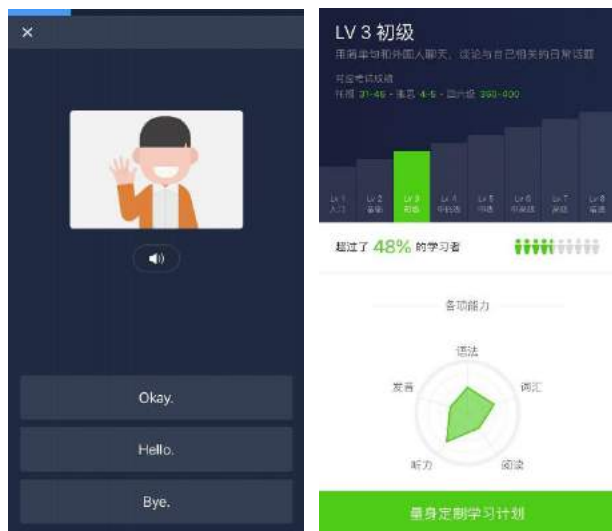 ×
Okay.
Hello.
Bye.
LV 3 初级
用简单句和外国人聊天，谈论与自己相关的日常话题
对应考试成绩
托福 31-45 · 雅思 4-5 · 四六级 350-400
Lv 1
入门
Lv 2
基础
Lv 3
初级
Lv 4
中初级
Lv 5
中级
Lv 6
中高级
Lv 7
高级
Lv 8
超过了 48% 的学习者
各项能力
语法
发音
词汇
听力
阅读
量身定制学习计划